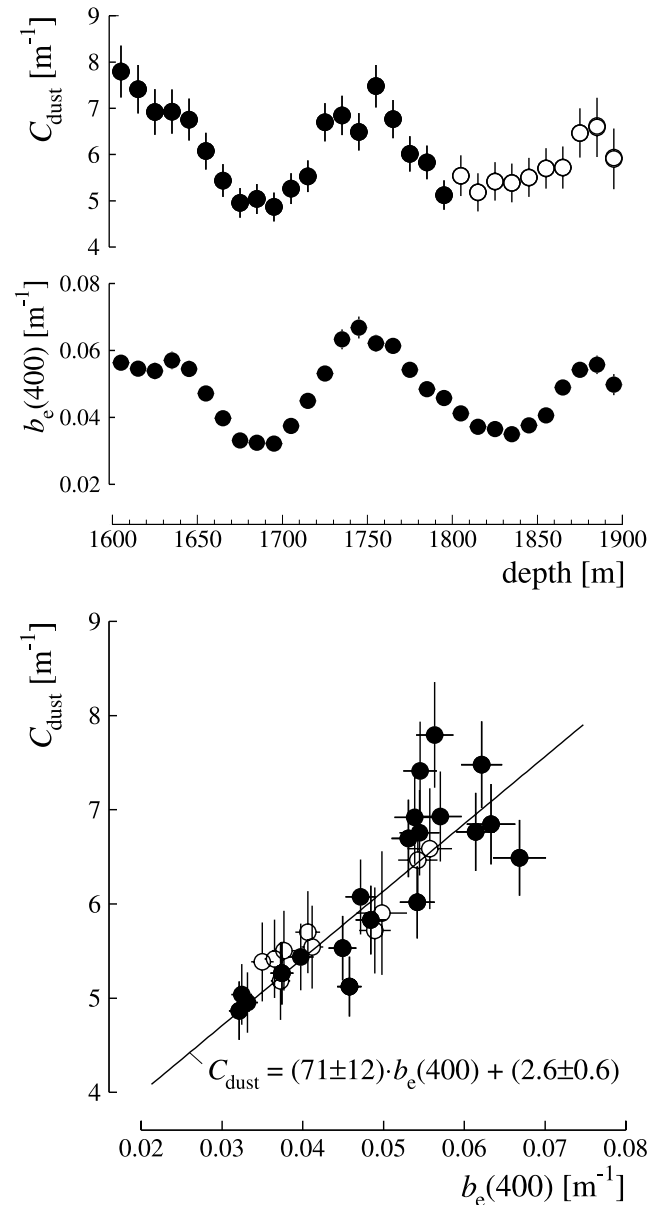 9
8
7
6
5
4
C_dust [m⁻¹]
0.08
0.06
0.04
0.02
b_e(400) [m⁻¹]
1600 1650 1700 1750 1800 1850 1900
depth [m]
9
8
7
6
5
4
C_dust [m⁻¹]
C_dust = (71±12)·b_e(400) + (2.6±0.6)
0.02 0.03 0.04 0.05 0.06 0.07 0.08
b_e(400) [m⁻¹]